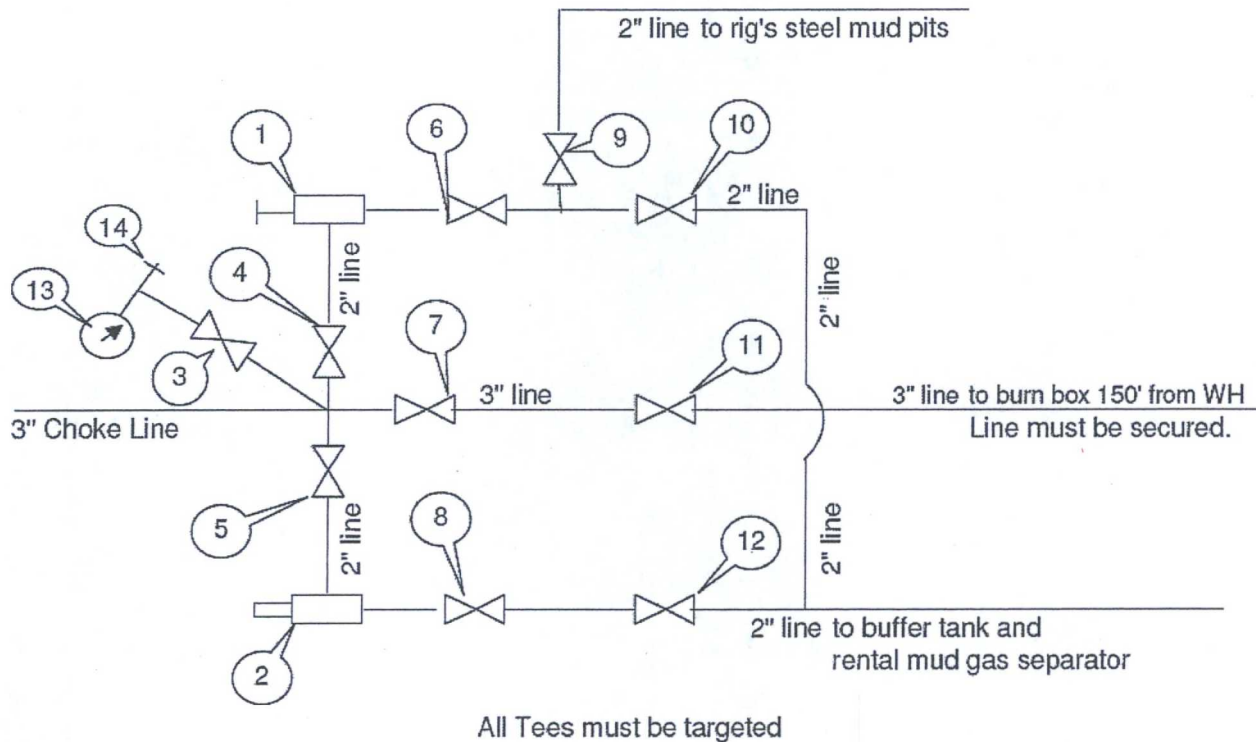 2" line to rig's steel mud pits
1
6
9
10
2" line
14
13
4
2" line
2" line
3
7
11
3" line
3" line to burn box 150' from WH
3" Choke Line
Line must be secured.
5
2" line
8
12
2" line
2
2" line to buffer tank and
rental mud gas separator
All Tees must be targeted